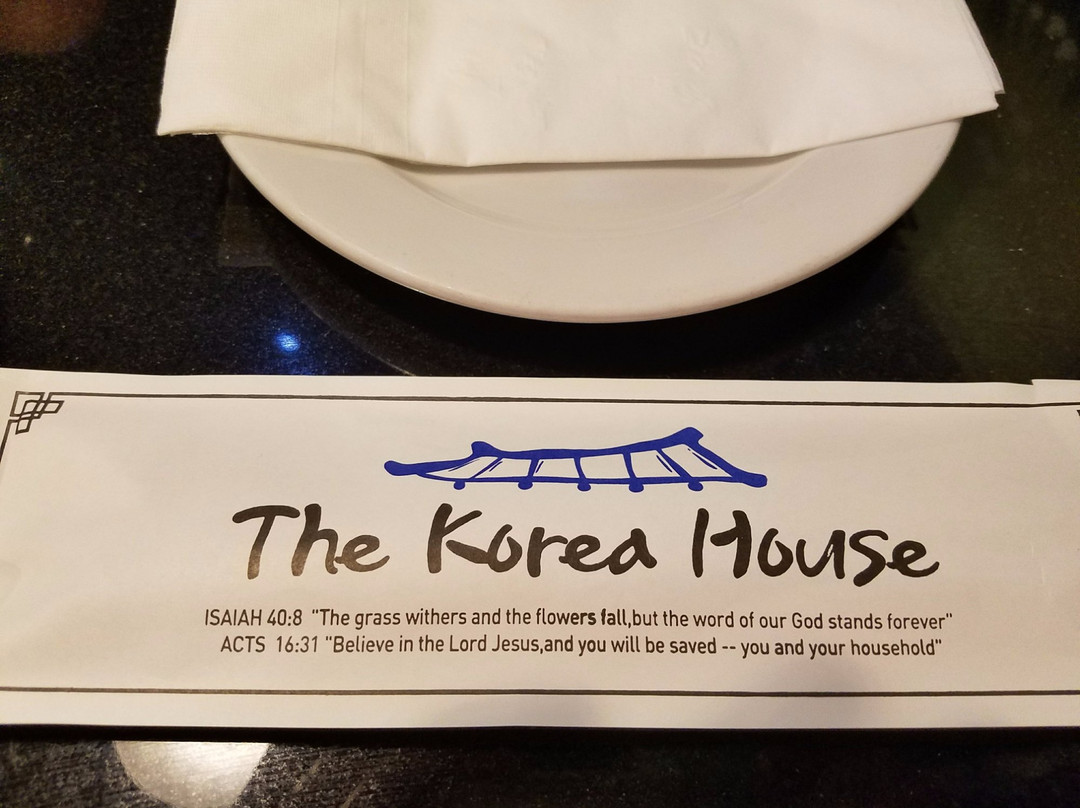 The Korea House
ISAIAH 40:8 "The grass withers and the flowers fall,but the word of our God stands forever"
ACTS 16:31 "Believe in the Lord Jesus,and you will be saved -- you and your household"